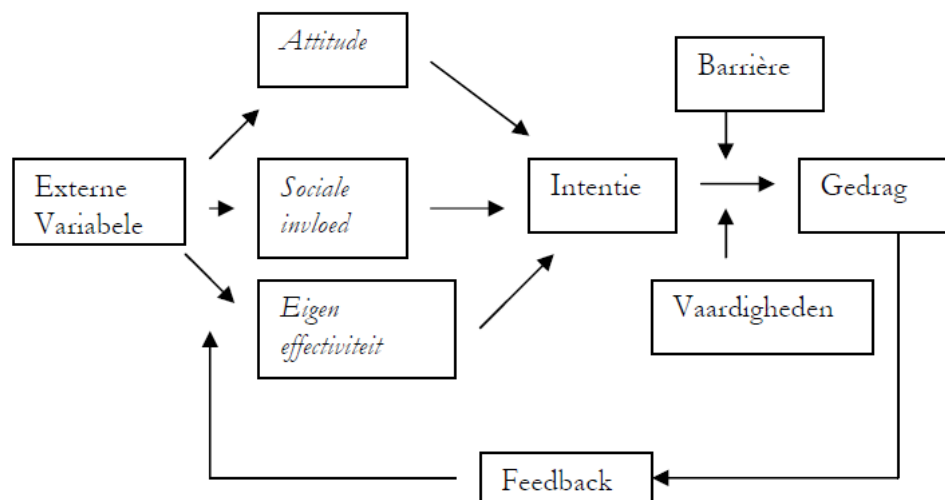 Attitude
Barrière
Externe
Variabele
Sociale
invloed
Intentie
Gedrag
Eigen
effectiviteit
Vaardigheden
Feedback